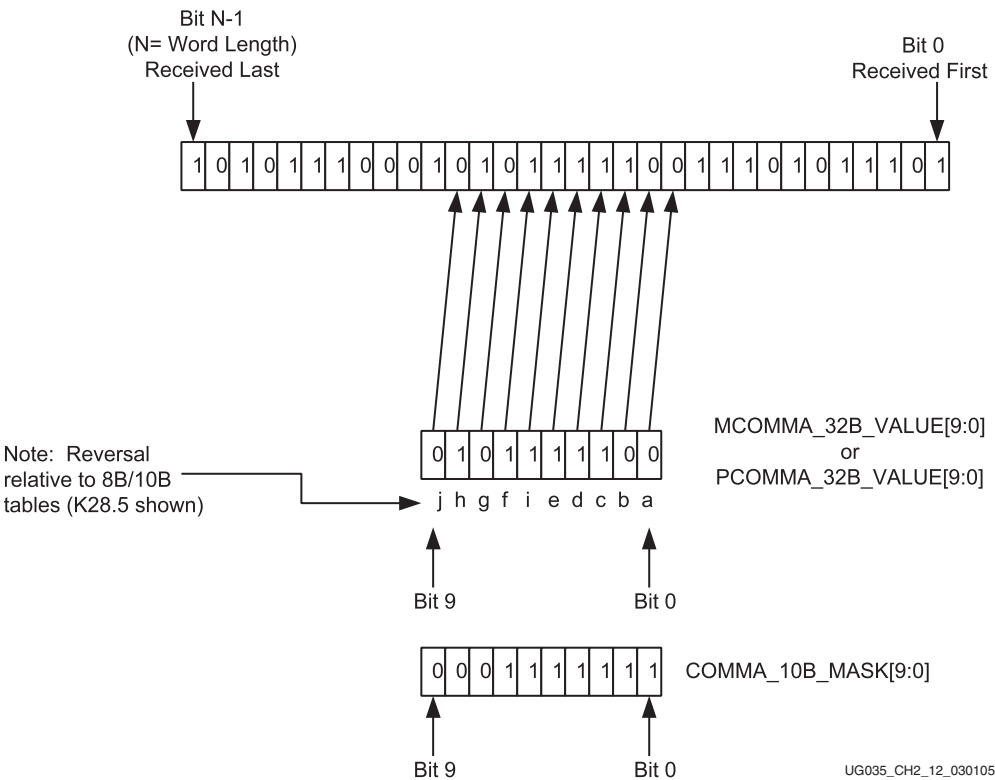 Bit N-1
(N= Word Length)
Received Last
Bit 0
Received First
1 0 1 0 1 1 1 0 0 0 1 0 1 0 1 1 1 1 1 0 0 1 1 1 0 1 0 1 1 1 0 1
0 1 0 1 1 1 1 1 0 0
MCOMMA_32B_VALUE[9:0]
or
PCOMMA_32B_VALUE[9:0]
Note: Reversal
relative to 8B/10B
tables (K28.5 shown)
j h g f i e d c b a
Bit 9
Bit 0
0 0 0 1 1 1 1 1 1 1
COMMA_10B_MASK[9:0]
Bit 9
Bit 0
UG035_CH2_12_030105